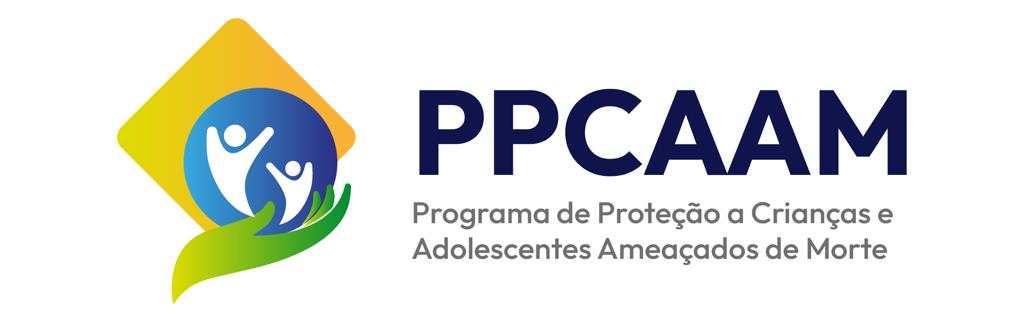 PPCAAM
Programa de Proteção a Crianças e
Adolescentes Ameaçados de Morte